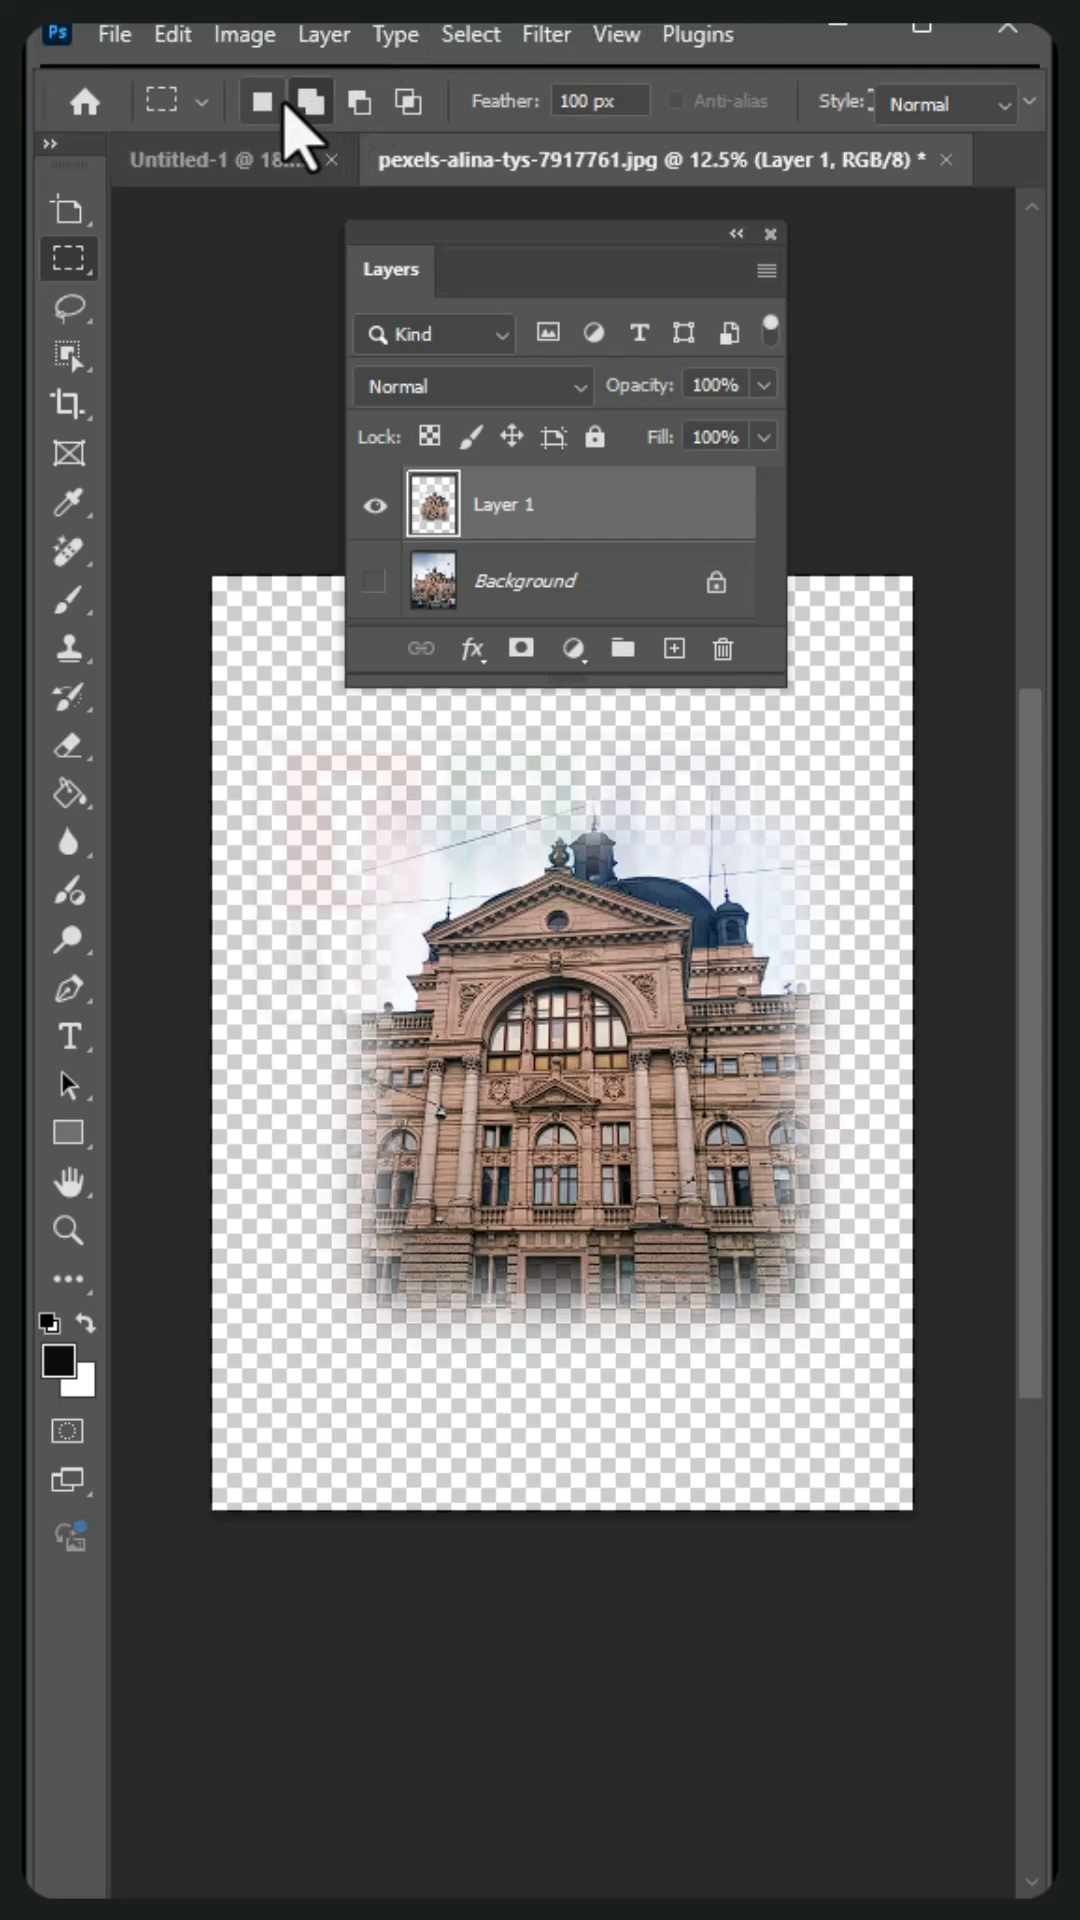 Ps File Edit Image Layer Type Select Filter View Plugins
Feather: 100 px Anti-alias Style: Normal
Untitled-1 @ 18 pexels-alina-tys-7917761.jpg @ 12.5% (Layer 1, RGB/8) *
Layers
Kind
Normal Opacity: 100%
Lock: Fill: 100%
Layer 1
Background